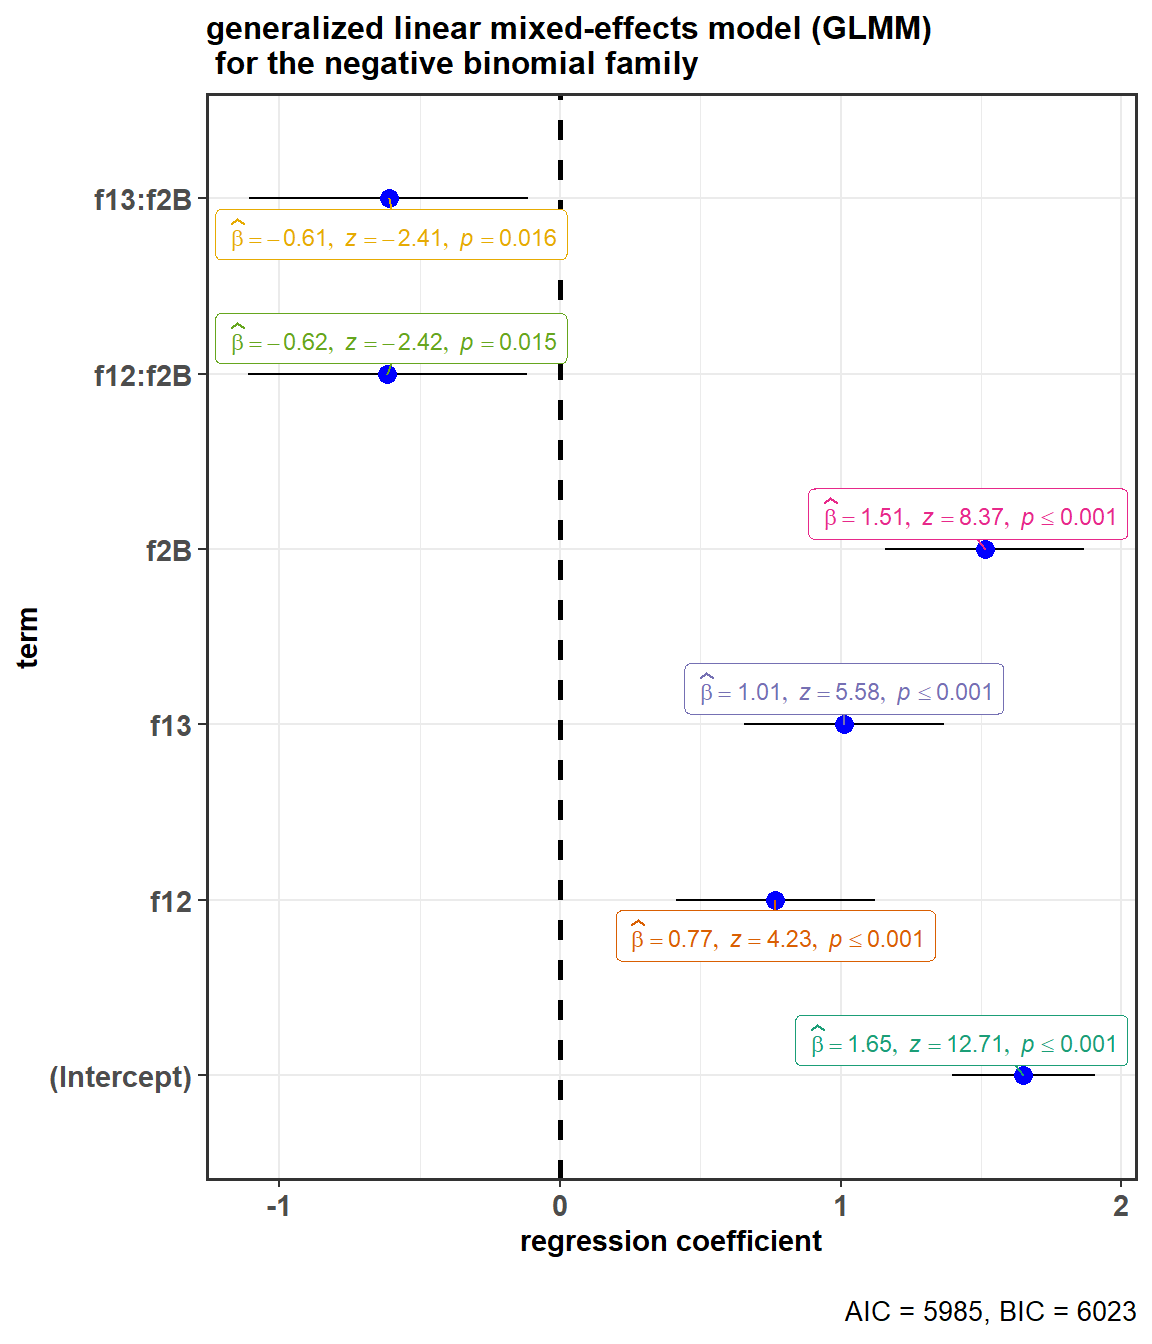 generalized linear mixed-effects model (GLMM)
for the negative binomial family
f13:f2B
β̂ = −0.61, z = −2.41, p = 0.016
β̂ = −0.62, z = −2.42, p = 0.015
f12:f2B
β̂ = 1.51, z = 8.37, p ≤ 0.001
f2B
term
β̂ = 1.01, z = 5.58, p ≤ 0.001
f13
f12
β̂ = 0.77, z = 4.23, p ≤ 0.001
β̂ = 1.65, z = 12.71, p ≤ 0.001
(Intercept)
-1 0 1 2
regression coefficient
AIC = 5985, BIC = 6023